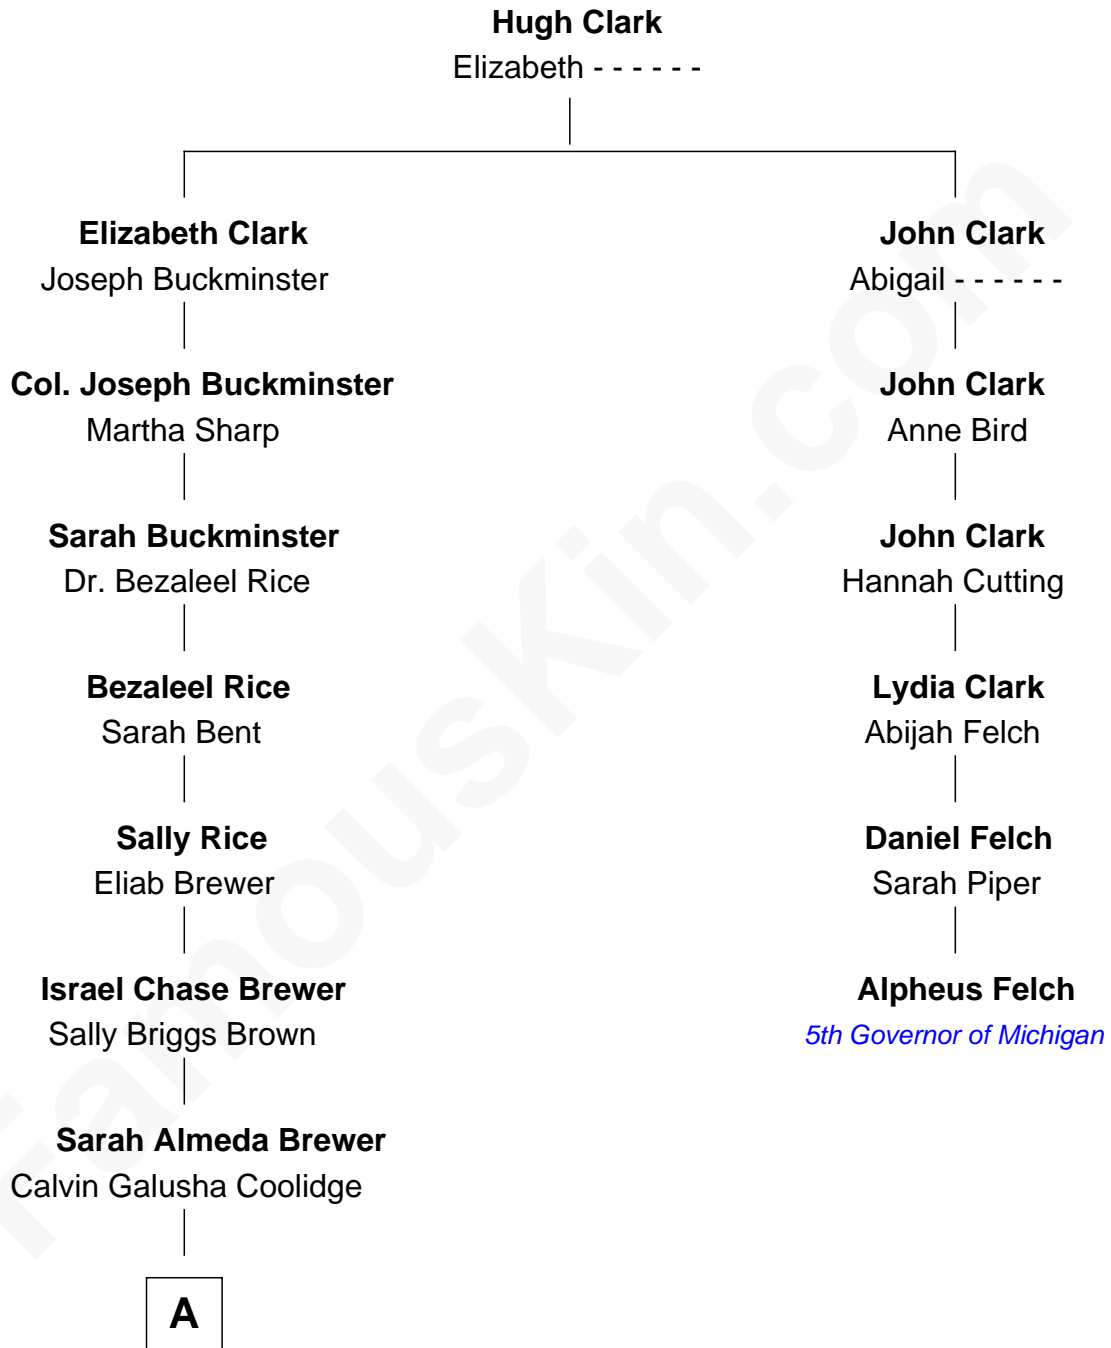 Hugh Clark
Elizabeth - - - - - -
Elizabeth Clark
Joseph Buckminster
John Clark
Abigail - - - - - -
Col. Joseph Buckminster
Martha Sharp
John Clark
Anne Bird
Sarah Buckminster
Dr. Bezaleel Rice
John Clark
Hannah Cutting
Bezaleel Rice
Sarah Bent
Lydia Clark
Abijah Felch
Sally Rice
Eliab Brewer
Daniel Felch
Sarah Piper
Israel Chase Brewer
Sally Briggs Brown
Alpheus Felch
5th Governor of Michigan
Sarah Almeda Brewer
Calvin Galusha Coolidge
A
FamousKin.com